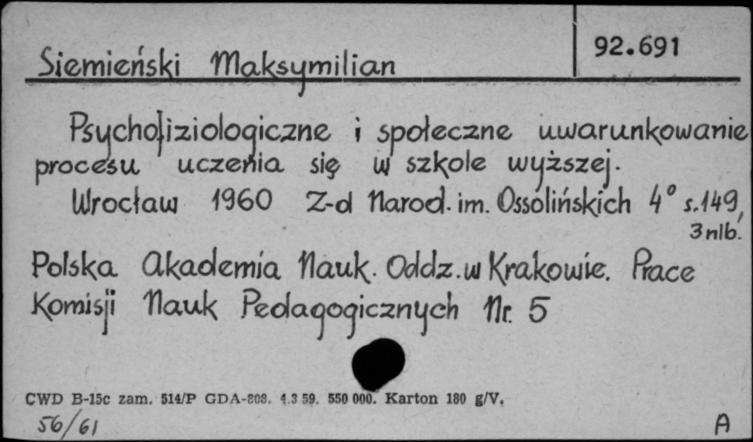 92.691
Siemieński Maksymilian
Psychofizjologiczne i społeczne uwarunkowanie
procesu uczenia się w szkole wyższej.
Wrocław 1960 Z-d Narod. im. Ossolińskich 4° s.149,
3 nlb.
Polska Akademia Nauk. Oddz. w Krakowie. Prace
Komisji Nauk Pedagogicznych Nr. 5
CWD B-15c zam. 514/P GDA-808. 4.3 59. 550 000. Karton 180 g/V.
56/61
A